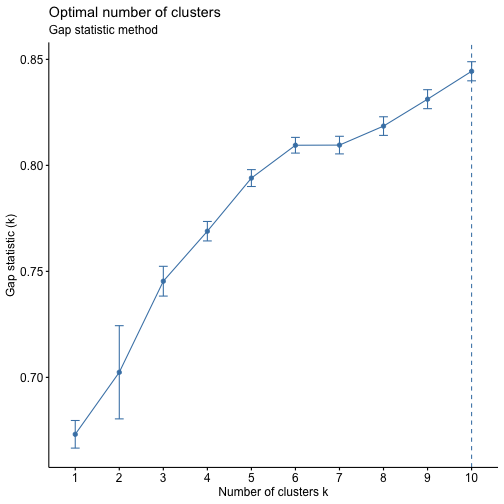 Optimal number of clusters
Gap statistic method
0.85
0.80
0.75
0.70
Gap statistic (k)
1 2 3 4 5 6 7 8 9 10
Number of clusters k